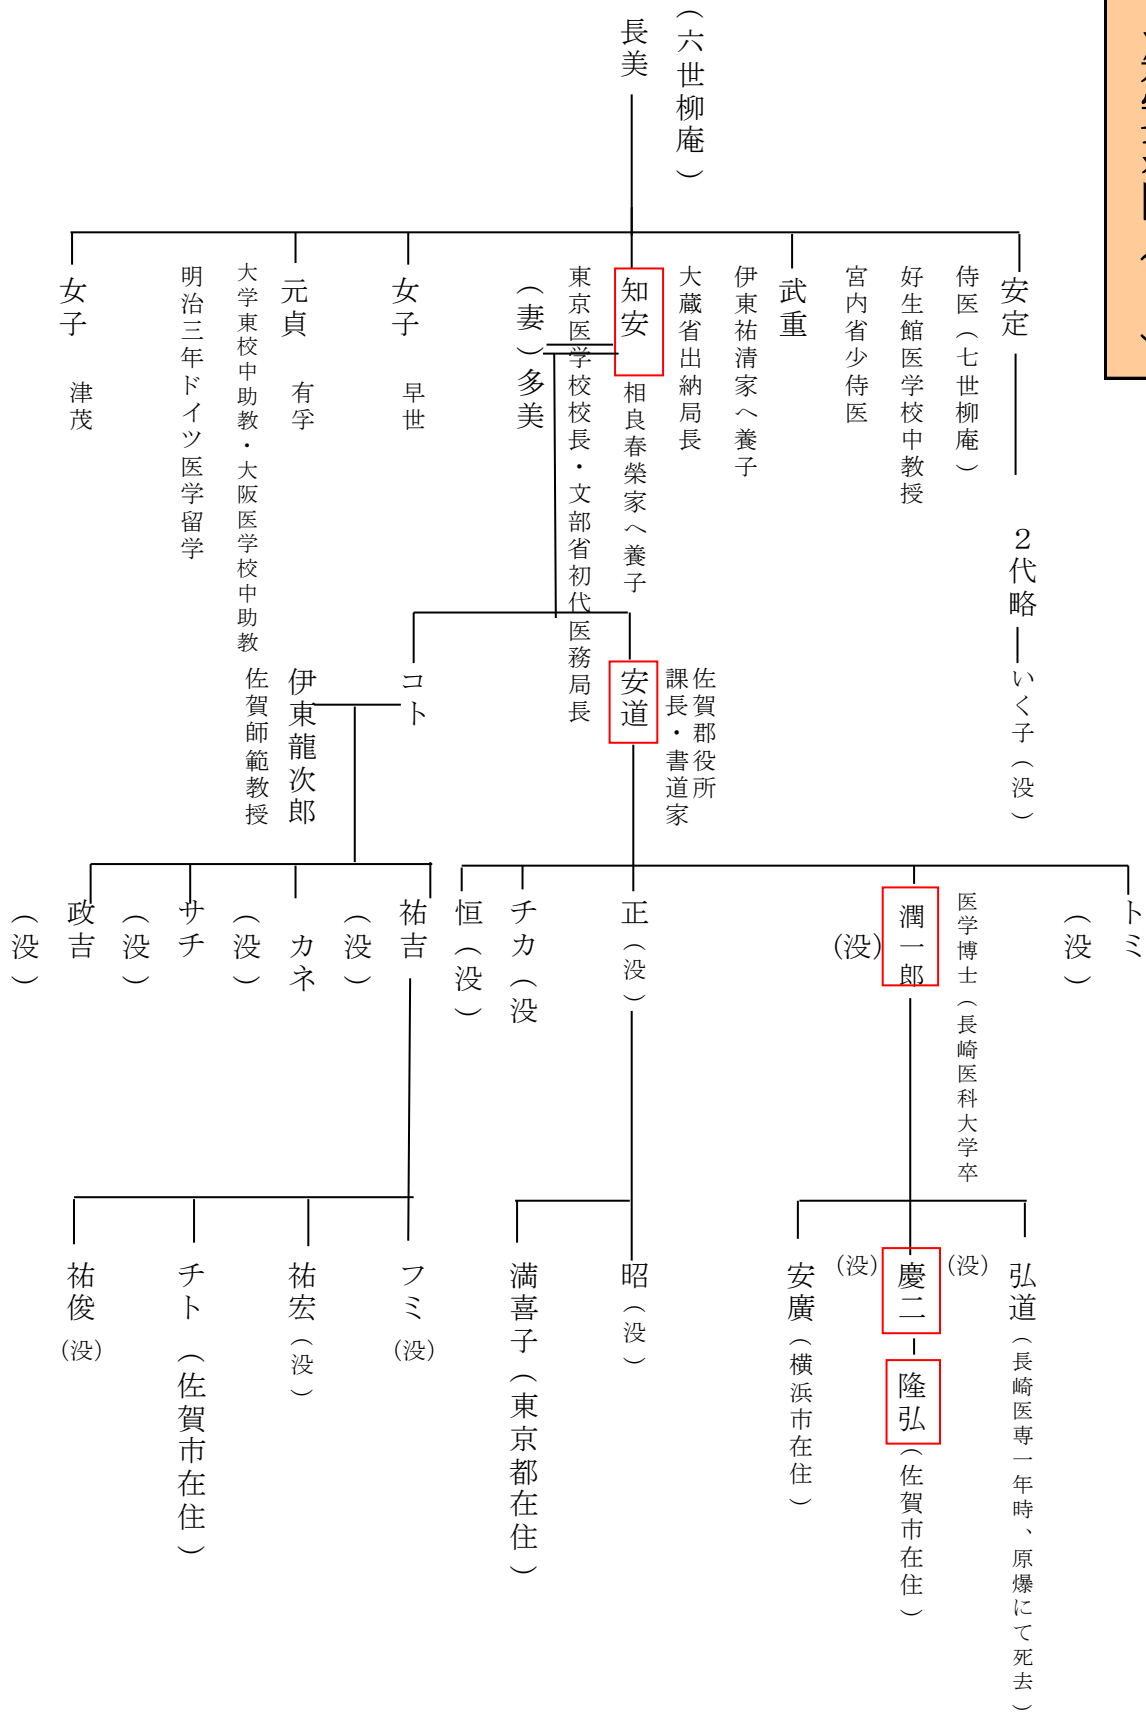 （六世柳庵）
長美
安定
侍医（七世柳庵）
好生館医学校中教授
宮内省少侍医
２代略
いく子（没）
武重
伊東祐清家へ養子
大蔵省出納局長
知安
相良春榮家へ養子
東京医学校校長・文部省初代医務局長
（妻）多美
女子
早世
元貞
有孚
大学東校中助教・大阪医学校中助教
明治三年ドイツ医学留学
女子
津茂
佐賀郡役所
課長・書道家
安道
コト
伊東龍次郎
佐賀師範教授
トミ
（没）
医学博士（長崎医科大学卒
潤一郎
（没）
正（没）
チカ（没
恒（没）
祐吉
（没）
カネ
（没）
サチ
（没）
政吉
（没）
弘道（長崎医専一年時、原爆にて死去）
（没）
慶二
（没）
隆弘
（佐賀市在住）
安廣（横浜市在住）
昭（没）
満喜子（東京都在住）
フミ（没）
祐宏（没）
チト（佐賀市在住）
祐俊（没）